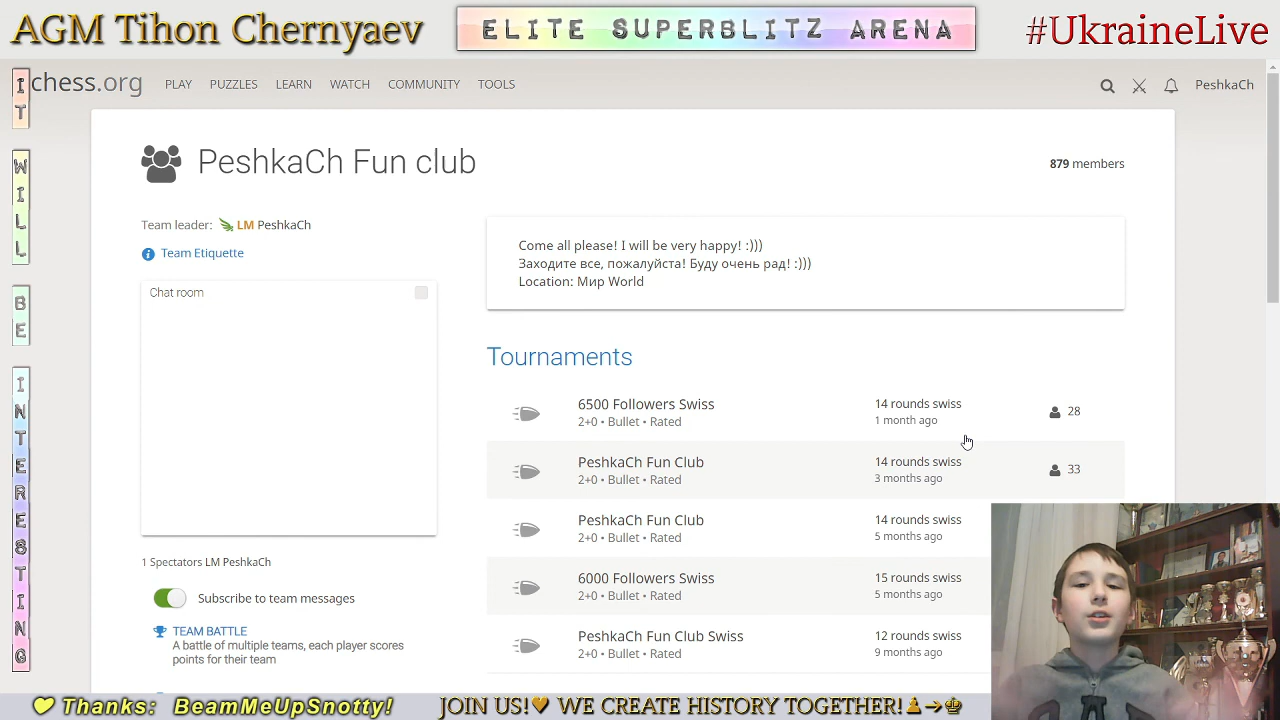 AGM Tihon Chernyaev
ELITE SUPERBLITZ ARENA
#UkraineLive
IT WILL BE INTERESTING
chess.org
PLAY PUZZLES LEARN WATCH COMMUNITY TOOLS
PeshkaCh
PeshkaCh Fun club
879 members
Team leader: LM PeshkaCh
Team Etiquette
Chat room
1 Spectators LM PeshkaCh
Subscribe to team messages
TEAM BATTLE
A battle of multiple teams, each player scores
points for their team
Come all please! I will be very happy! :)))
Заходите все, пожалуйста! Буду очень рад! :)))
Location: Мир World
Tournaments
6500 Followers Swiss 14 rounds swiss 28
2+0 • Bullet • Rated 1 month ago
PeshkaCh Fun Club 14 rounds swiss 33
2+0 • Bullet • Rated 3 months ago
PeshkaCh Fun Club 14 rounds swiss
2+0 • Bullet • Rated 5 months ago
6000 Followers Swiss 15 rounds swiss
2+0 • Bullet • Rated 5 months ago
PeshkaCh Fun Club Swiss 12 rounds swiss
2+0 • Bullet • Rated 9 months ago
Thanks: BeamMeUpSnotty!
JOIN US!🧡 WE CREATE HISTORY TOGETHER!♟→♚